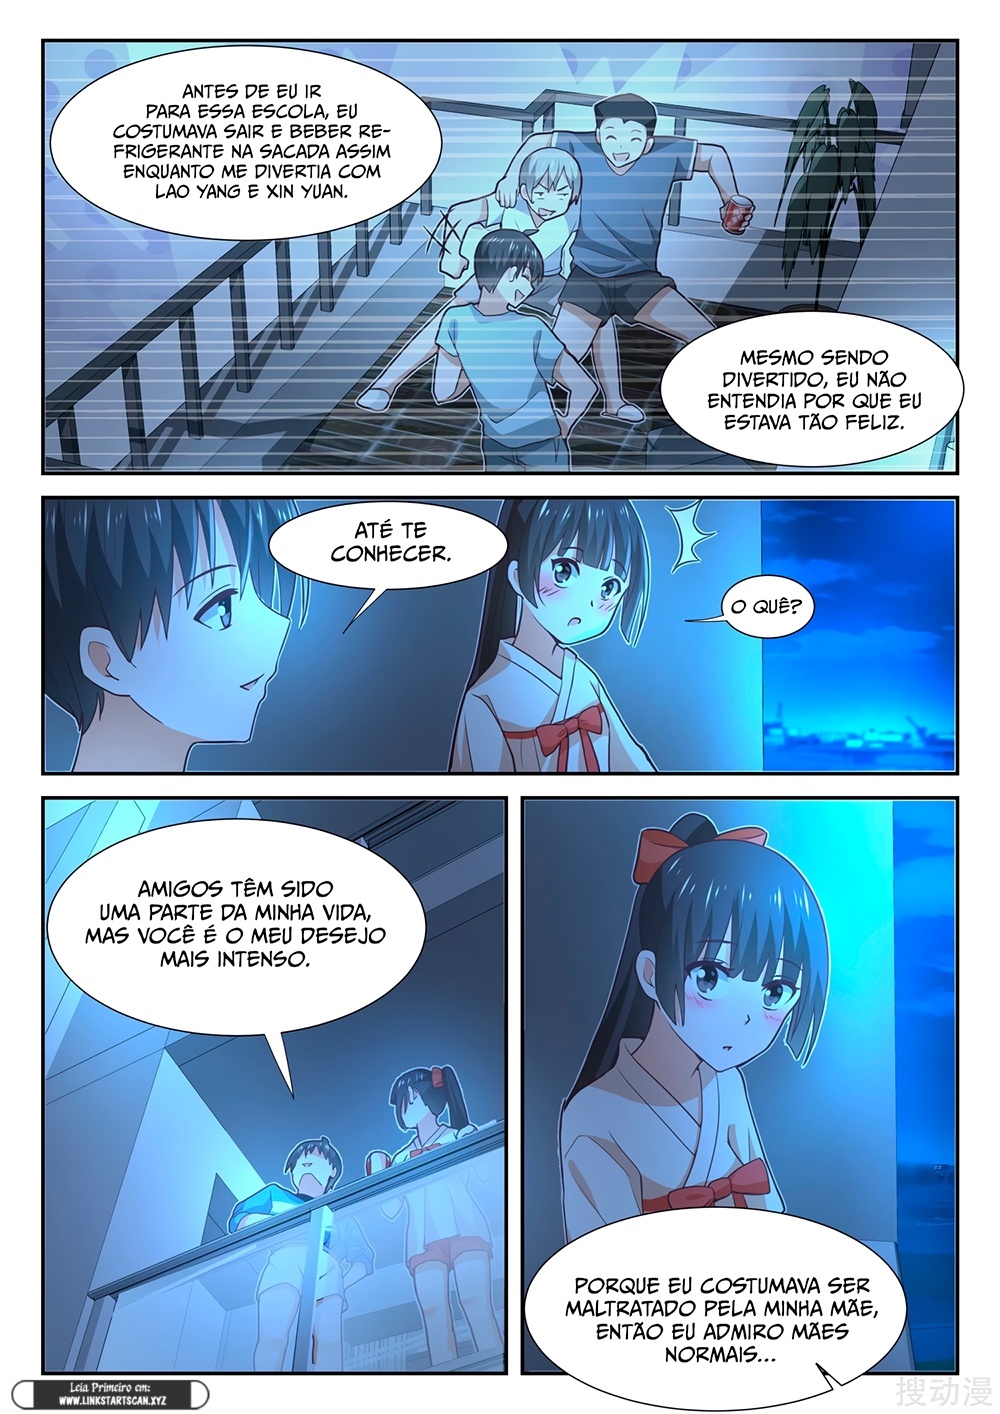 ANTES DE EU IR
PARA ESSA ESCOLA, EU
COSTUMAVA SAIR E BEBER RE-
FRIGERANTE NA SACADA ASSIM
ENQUANTO ME DIVERTIA COM
LAO YANG E XIN YUAN.
MESMO SENDO
DIVERTIDO, EU NÃO
ENTENDIA POR QUE EU
ESTAVA TÃO FELIZ.
ATÉ TE
CONHECER.
O QUÊ?
AMIGOS TÊM SIDO
UMA PARTE DA MINHA VIDA,
MAS VOCÊ É O MEU DESEJO
MAIS INTENSO.
PORQUE EU COSTUMAVA SER
MALTRATADO PELA MINHA MÃE,
ENTÃO EU ADMIRO MÃES
NORMAIS...
Leia Primeiro em:
WWW.LINKSTARTSCAN.XYZ
搜动漫